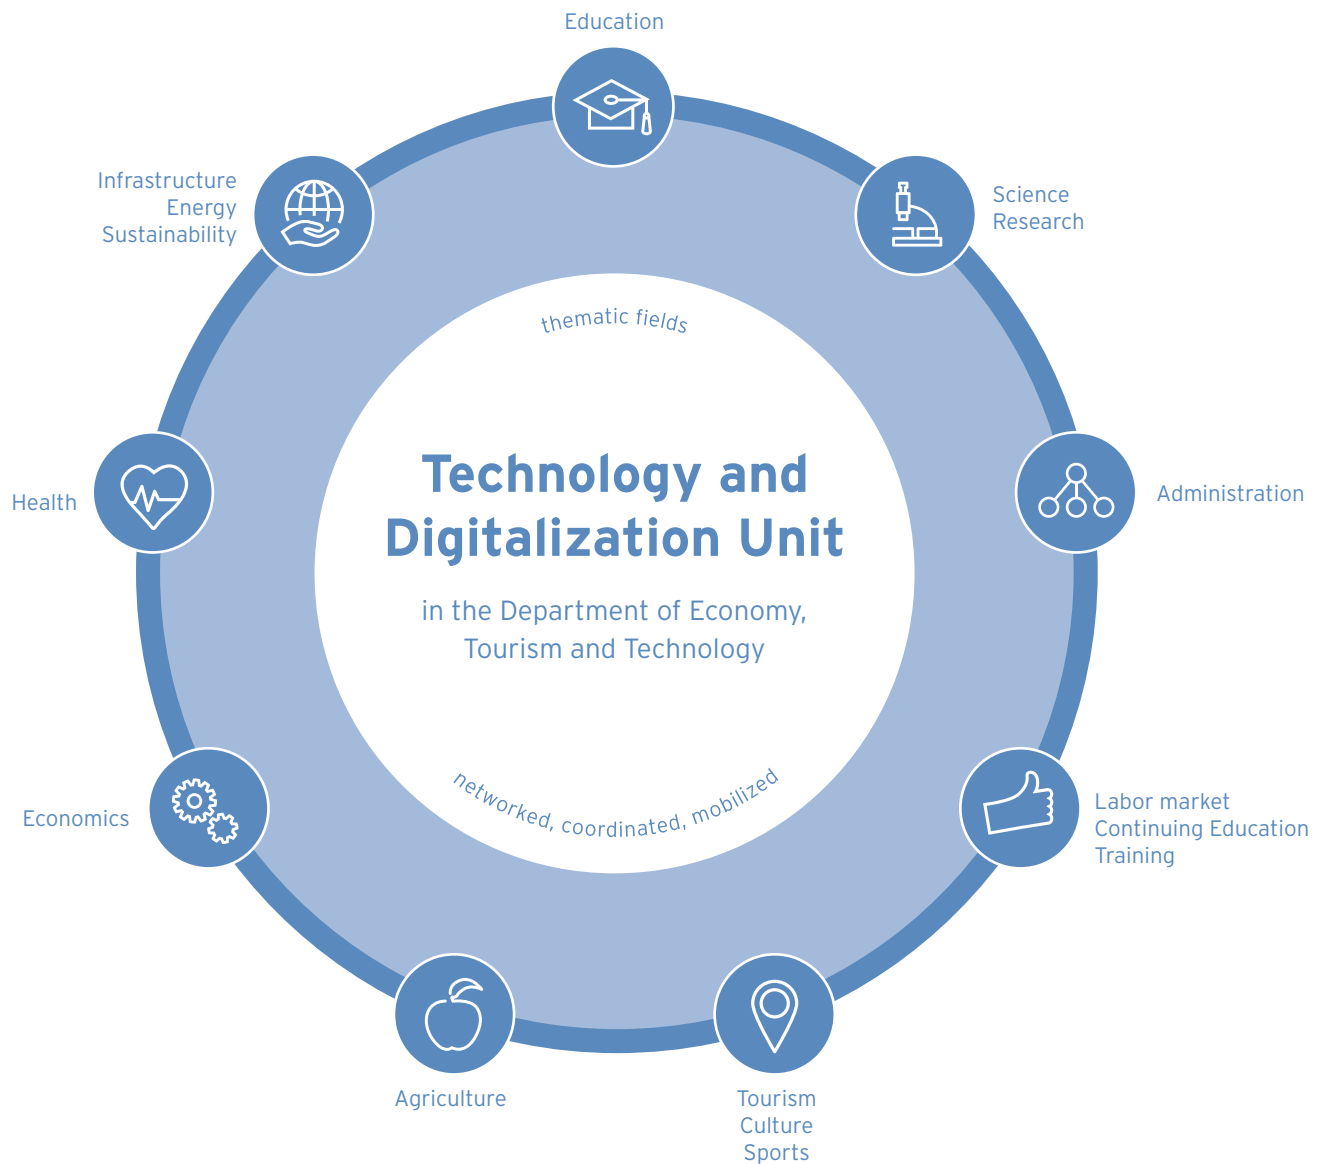 Education
Infrastructure
Energy
Sustainability
Science
Research
thematic fields
Technology and
Digitalization Unit
in the Department of Economy,
Tourism and Technology
networked, coordinated, mobilized
Health
Administration
Economics
Labor market
Continuing Education
Training
Agriculture
Tourism
Culture
Sports